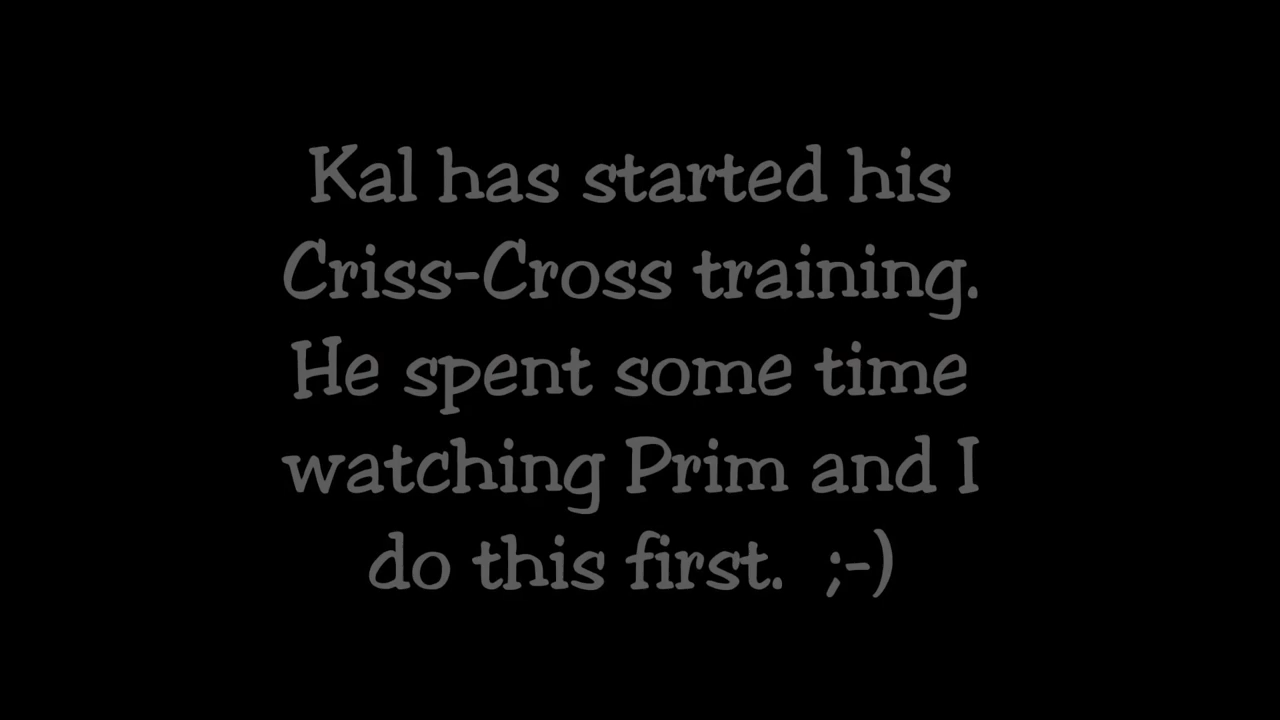 Kal has started his
Criss-Cross training.
He spent some time
watching Prim and I
do this first.  ;-)